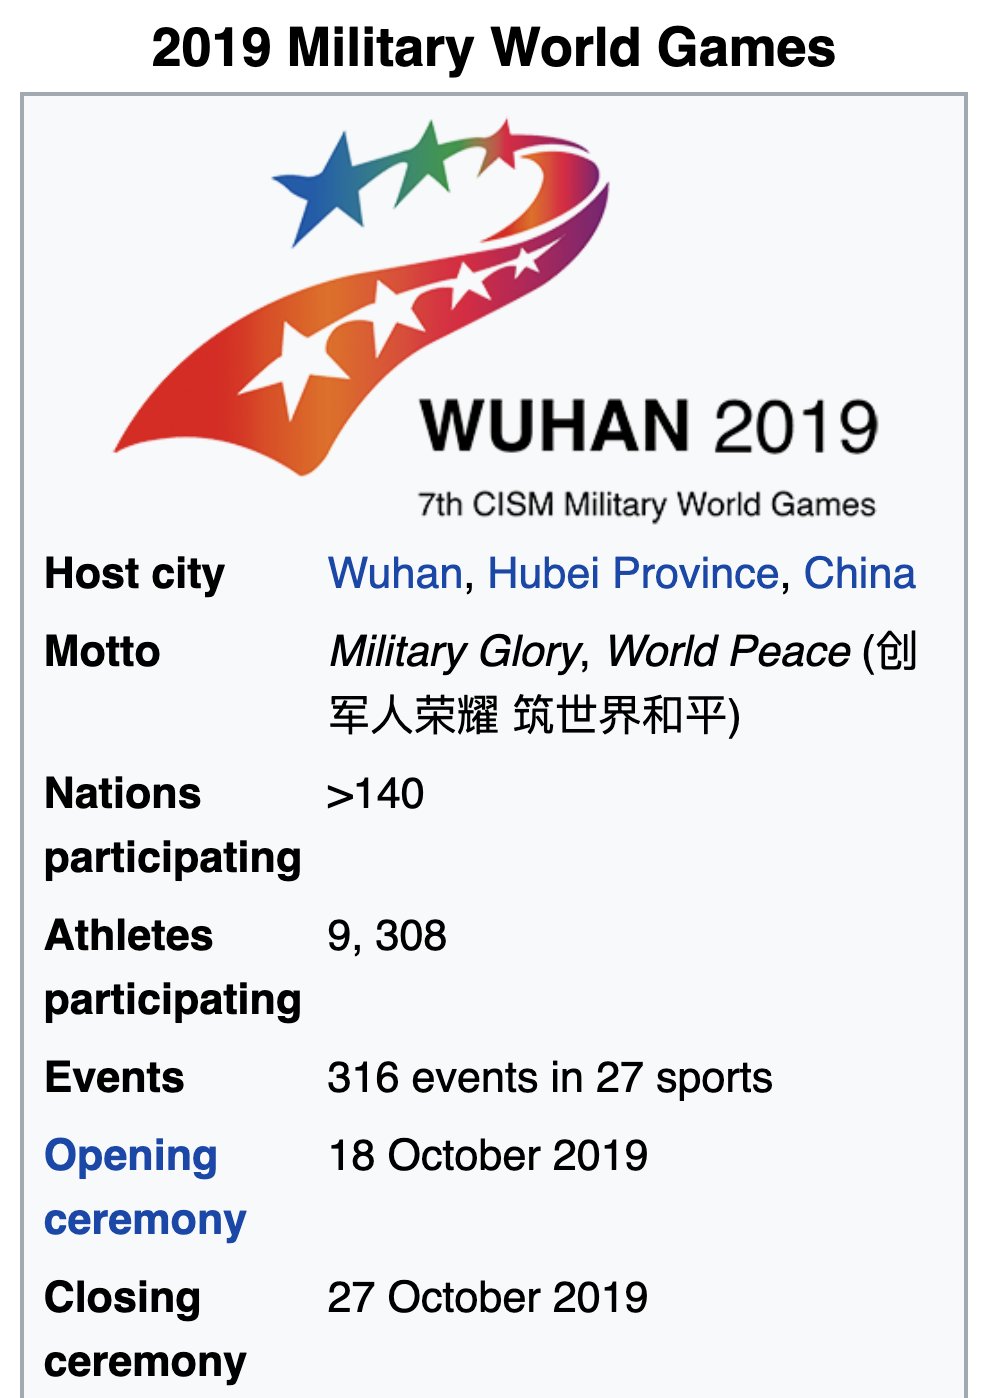 2019 Military World Games
WUHAN 2019
7th CISM Military World Games
Host city Wuhan, Hubei Province, China
Motto Military Glory, World Peace (创
军人荣耀 筑世界和平)
Nations >140
participating
Athletes 9, 308
participating
Events 316 events in 27 sports
Opening 18 October 2019
ceremony
Closing 27 October 2019
ceremony